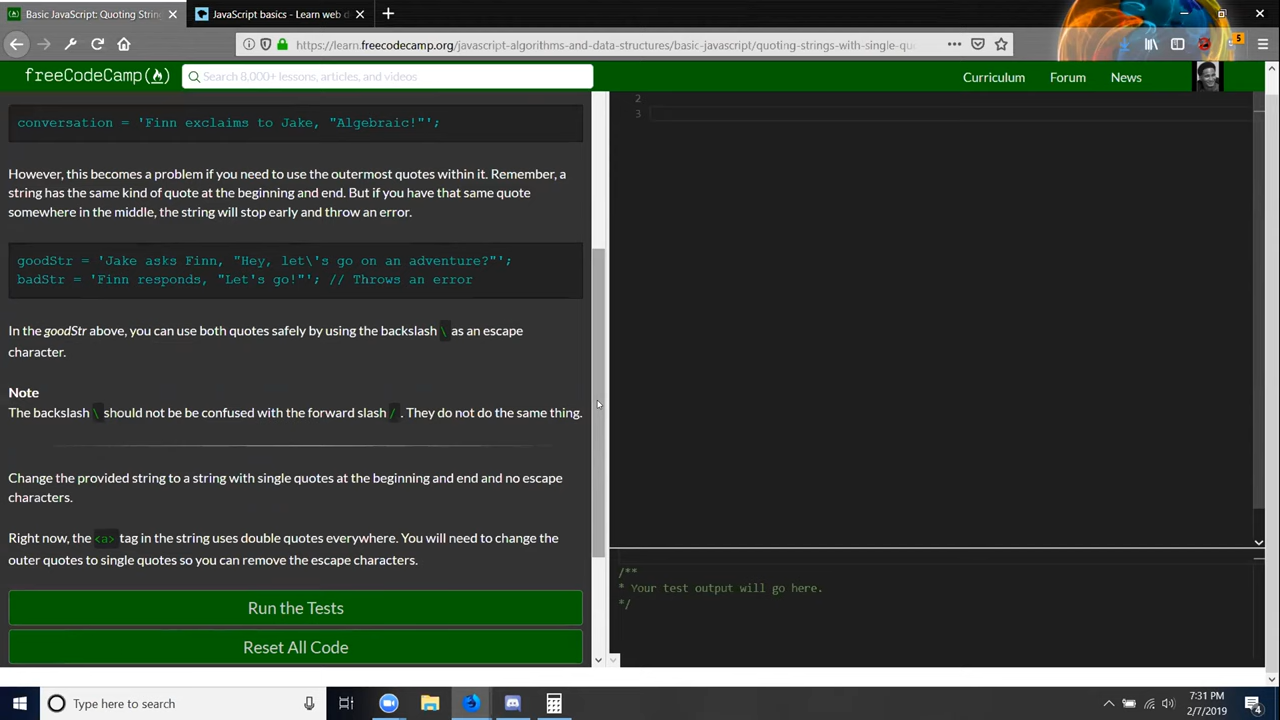 Basic JavaScript: Quoting String
JavaScript basics - Learn web d
https://learn.freecodecamp.org/javascript-algorithms-and-data-structures/basic-javascript/quoting-strings-with-single-qu
5
freeCodeCamp
Search 8,000+ lessons, articles, and videos
Curriculum
Forum
News
conversation = 'Finn exclaims to Jake, "Algebraic!"';
However, this becomes a problem if you need to use the outermost quotes within it. Remember, a
string has the same kind of quote at the beginning and end. But if you have that same quote
somewhere in the middle, the string will stop early and throw an error.
goodStr = 'Jake asks Finn, "Hey, let\'s go on an adventure?"';
badStr = 'Finn responds, "Let's go!"'; // Throws an error
In the goodStr above, you can use both quotes safely by using the backslash \ as an escape
character.
Note
The backslash \ should not be be confused with the forward slash / . They do not do the same thing.
Change the provided string to a string with single quotes at the beginning and end and no escape
characters.
Right now, the <a> tag in the string uses double quotes everywhere. You will need to change the
outer quotes to single quotes so you can remove the escape characters.
Run the Tests
Reset All Code
2
3
/**
* Your test output will go here.
*/
Type here to search
7:31 PM
2/7/2019
4